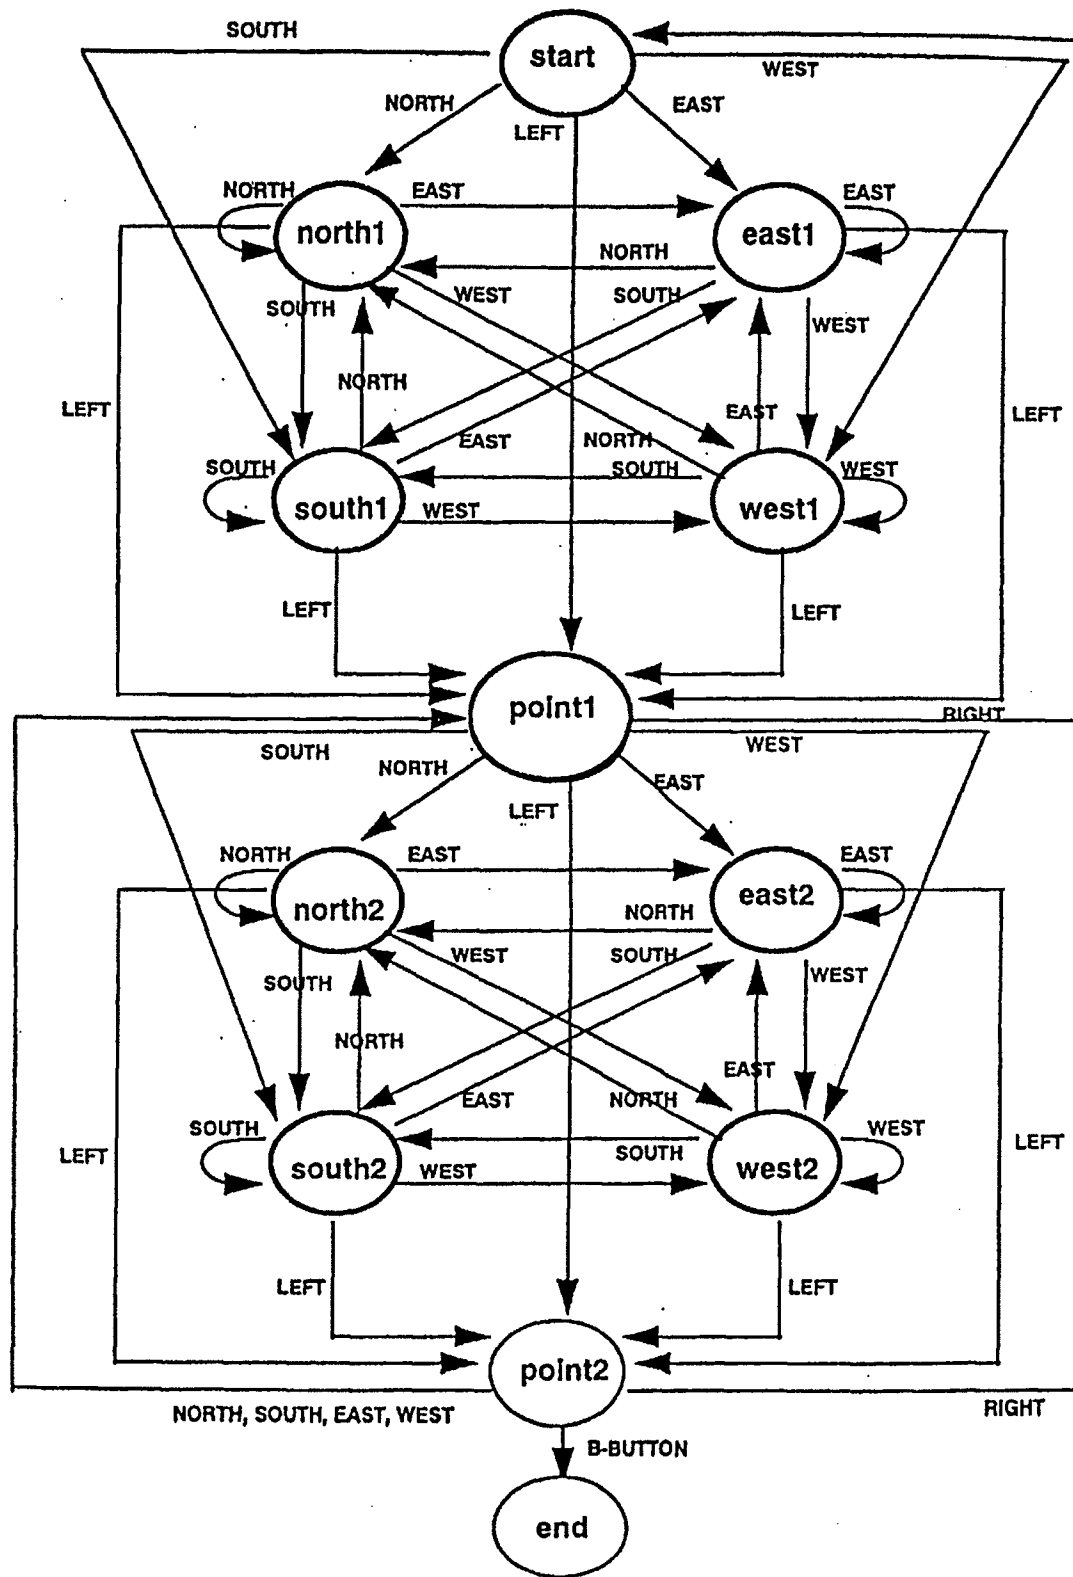 SOUTH
start
WEST
NORTH
EAST
LEFT
NORTH
EAST
EAST
north1
east1
NORTH
WEST
SOUTH
SOUTH
WEST
NORTH
LEFT
EAST
LEFT
EAST
NORTH
SOUTH
SOUTH
WEST
south1
WEST
west1
LEFT
LEFT
point1
RIGHT
SOUTH
WEST
NORTH
EAST
LEFT
NORTH
EAST
EAST
north2
east2
NORTH
WEST
SOUTH
SOUTH
WEST
NORTH
EAST
EAST
NORTH
SOUTH
WEST
LEFT
SOUTH
LEFT
south2
WEST
west2
LEFT
LEFT
point2
NORTH, SOUTH, EAST, WEST
RIGHT
B-BUTTON
end